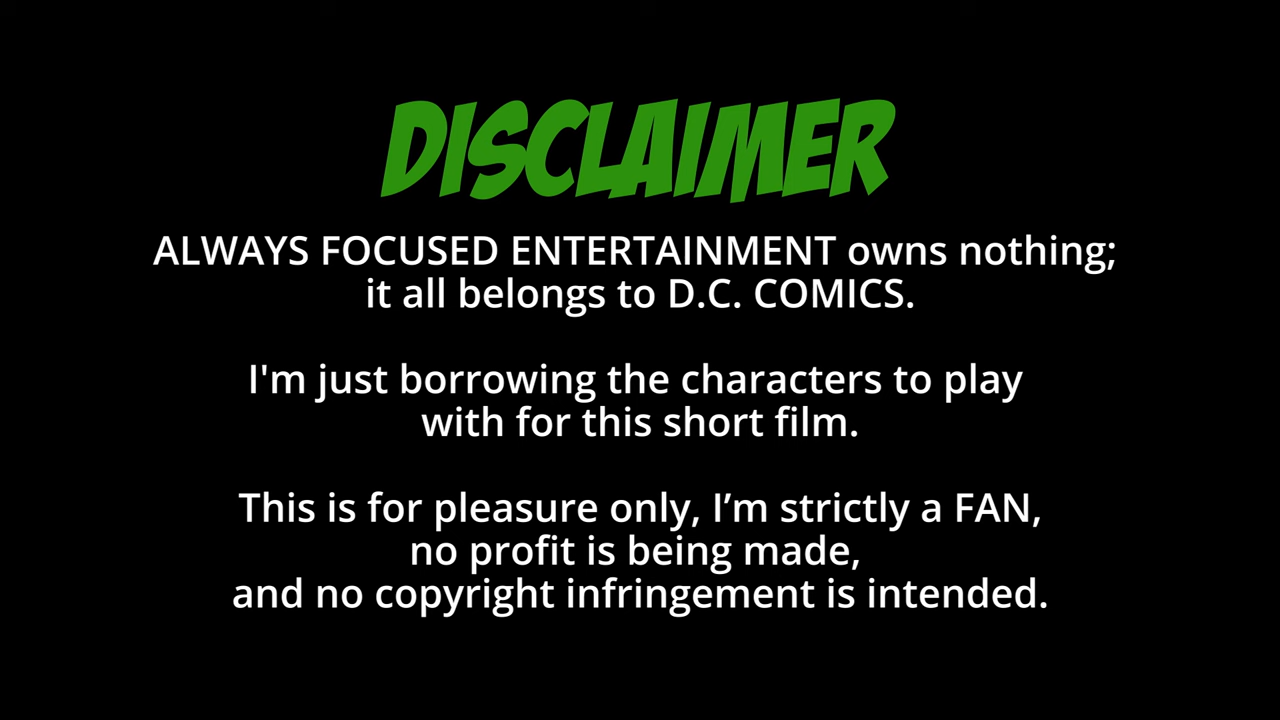 DISCLAIMER
ALWAYS FOCUSED ENTERTAINMENT owns nothing;
it all belongs to D.C. COMICS.
I'm just borrowing the characters to play
with for this short film.
This is for pleasure only, I’m strictly a FAN,
no profit is being made,
and no copyright infringement is intended.